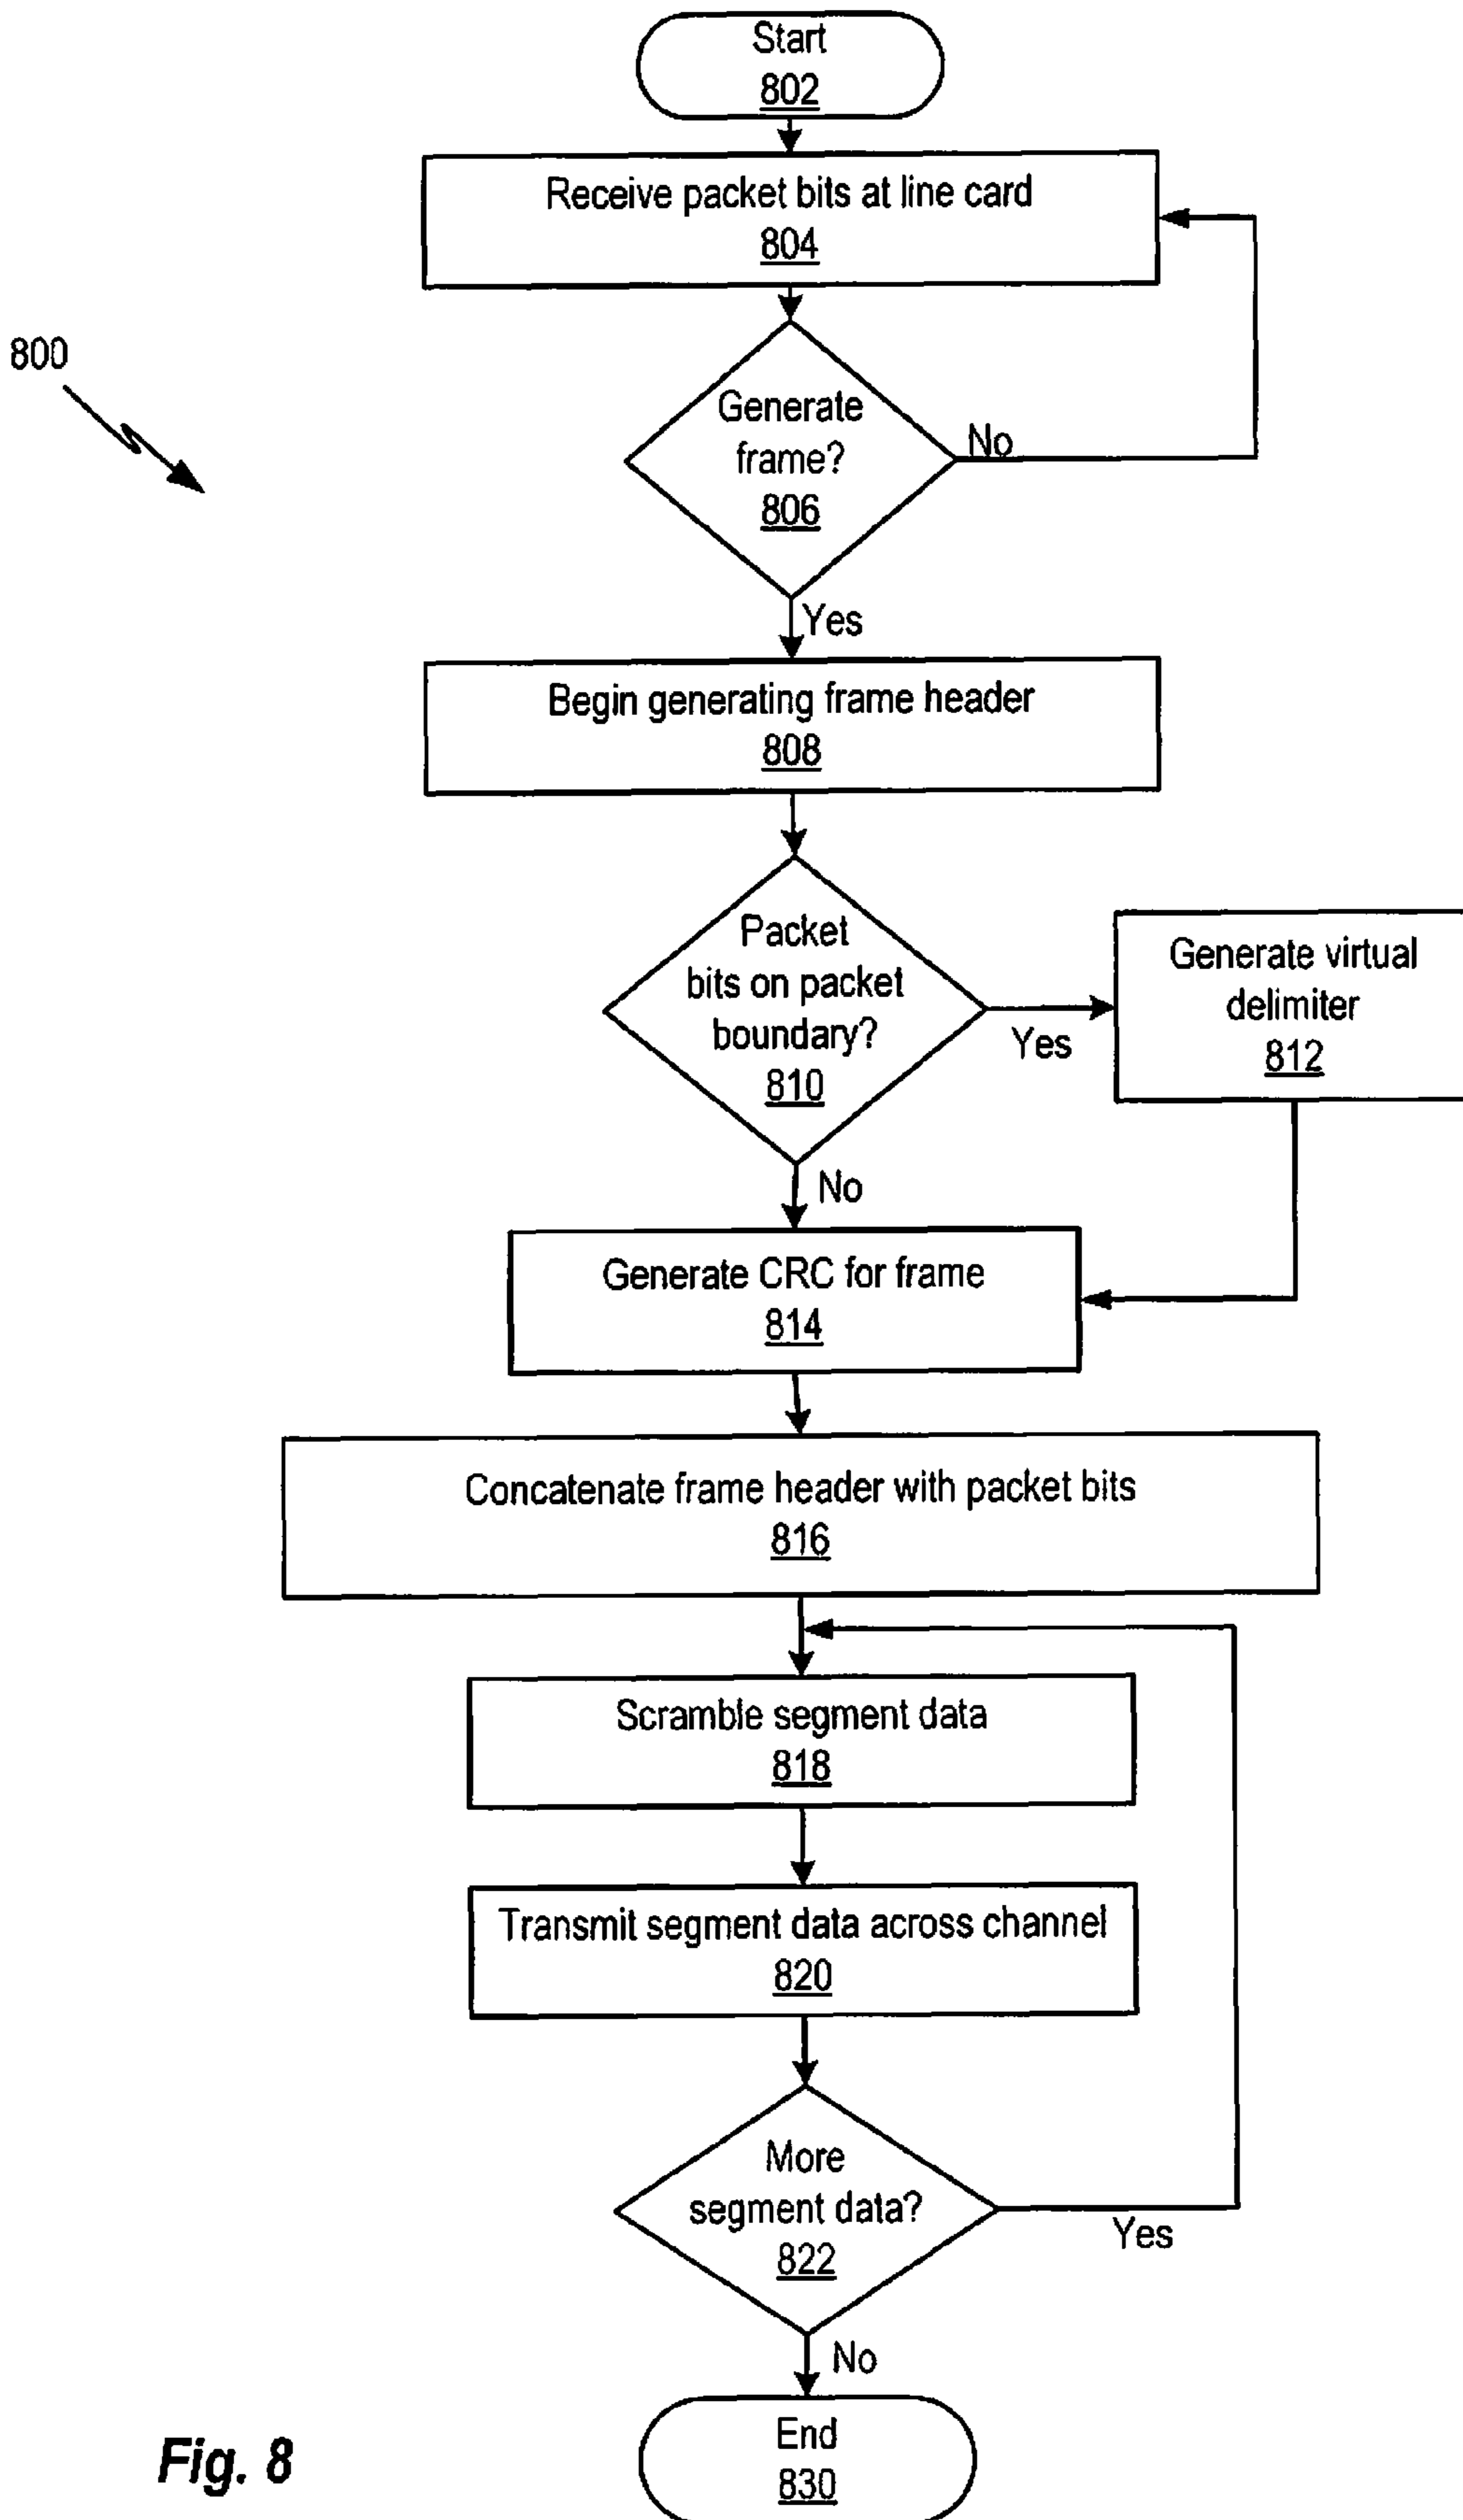 Start
802
Receive packet bits at line card
804
800
Generate
frame?
806
No
Yes
Begin generating frame header
808
Packet
bits on packet
boundary?
810
Yes
Generate virtual
delimiter
812
No
Generate CRC for frame
814
Concatenate frame header with packet bits
816
Scramble segment data
818
Transmit segment data across channel
820
More
segment data?
822
Yes
No
End
830
Fig. 8